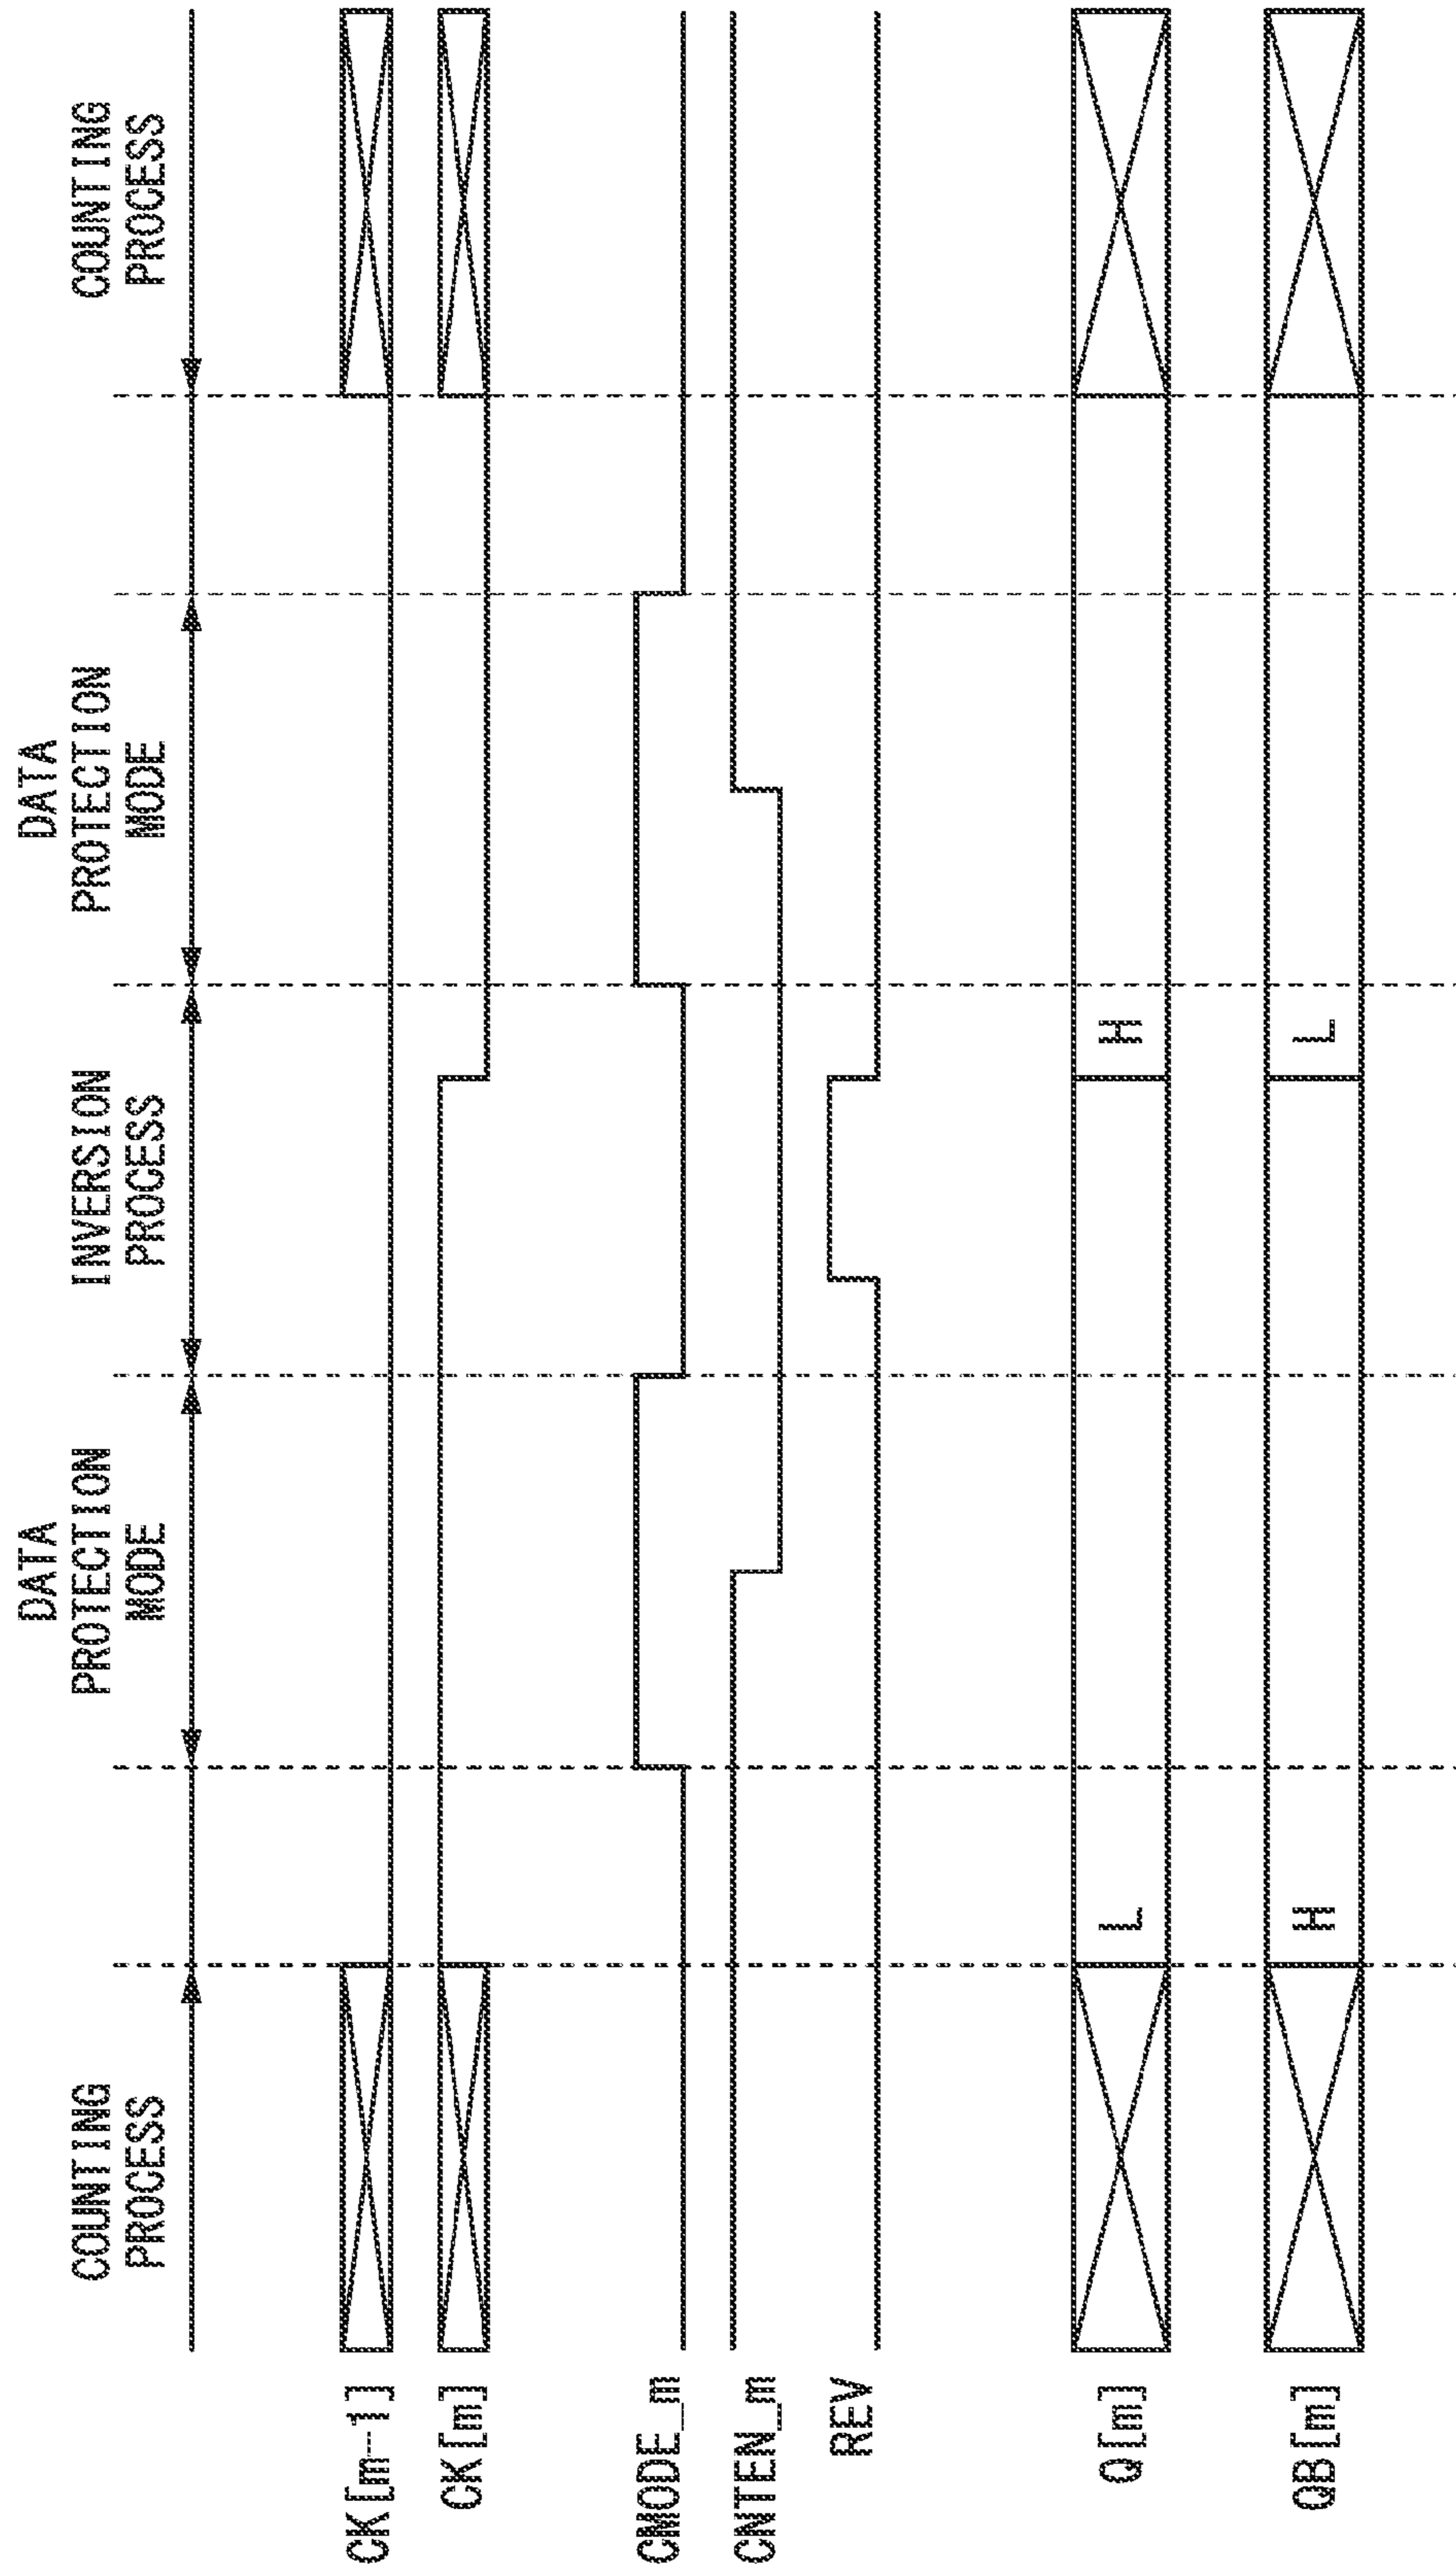 COUNTING
PROCESS
DATA
PROTECTION
MODE
INVERSION
PROCESS
DATA
PROTECTION
MODE
COUNTING
PROCESS
CK[m-1]
CK[m]
CMODE_m
CNTEN_m
REV
Q[m]
L
H
QB[m]
H
L